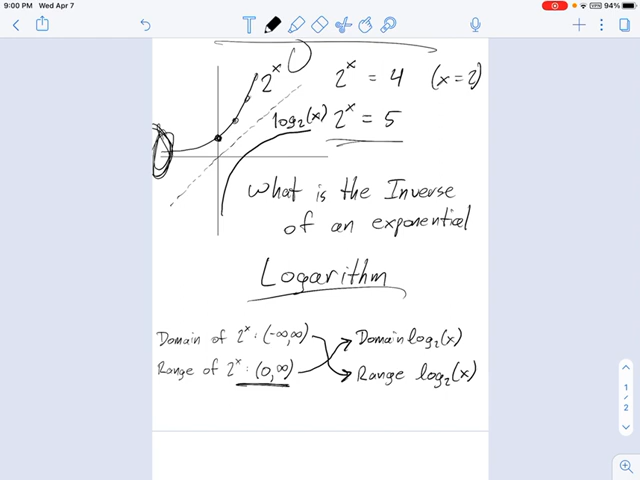 9:00 PM Wed Apr 7
VPN 94%
2^x
2^x = 4 (x=2)
log₂(x) 2^x = 5
What is the Inverse
of an exponential
Logarithm
Domain of 2^x : (-∞,∞)
Range of 2^x : (0,∞)
Domain log₂(x)
Range log₂(x)
1
/
2